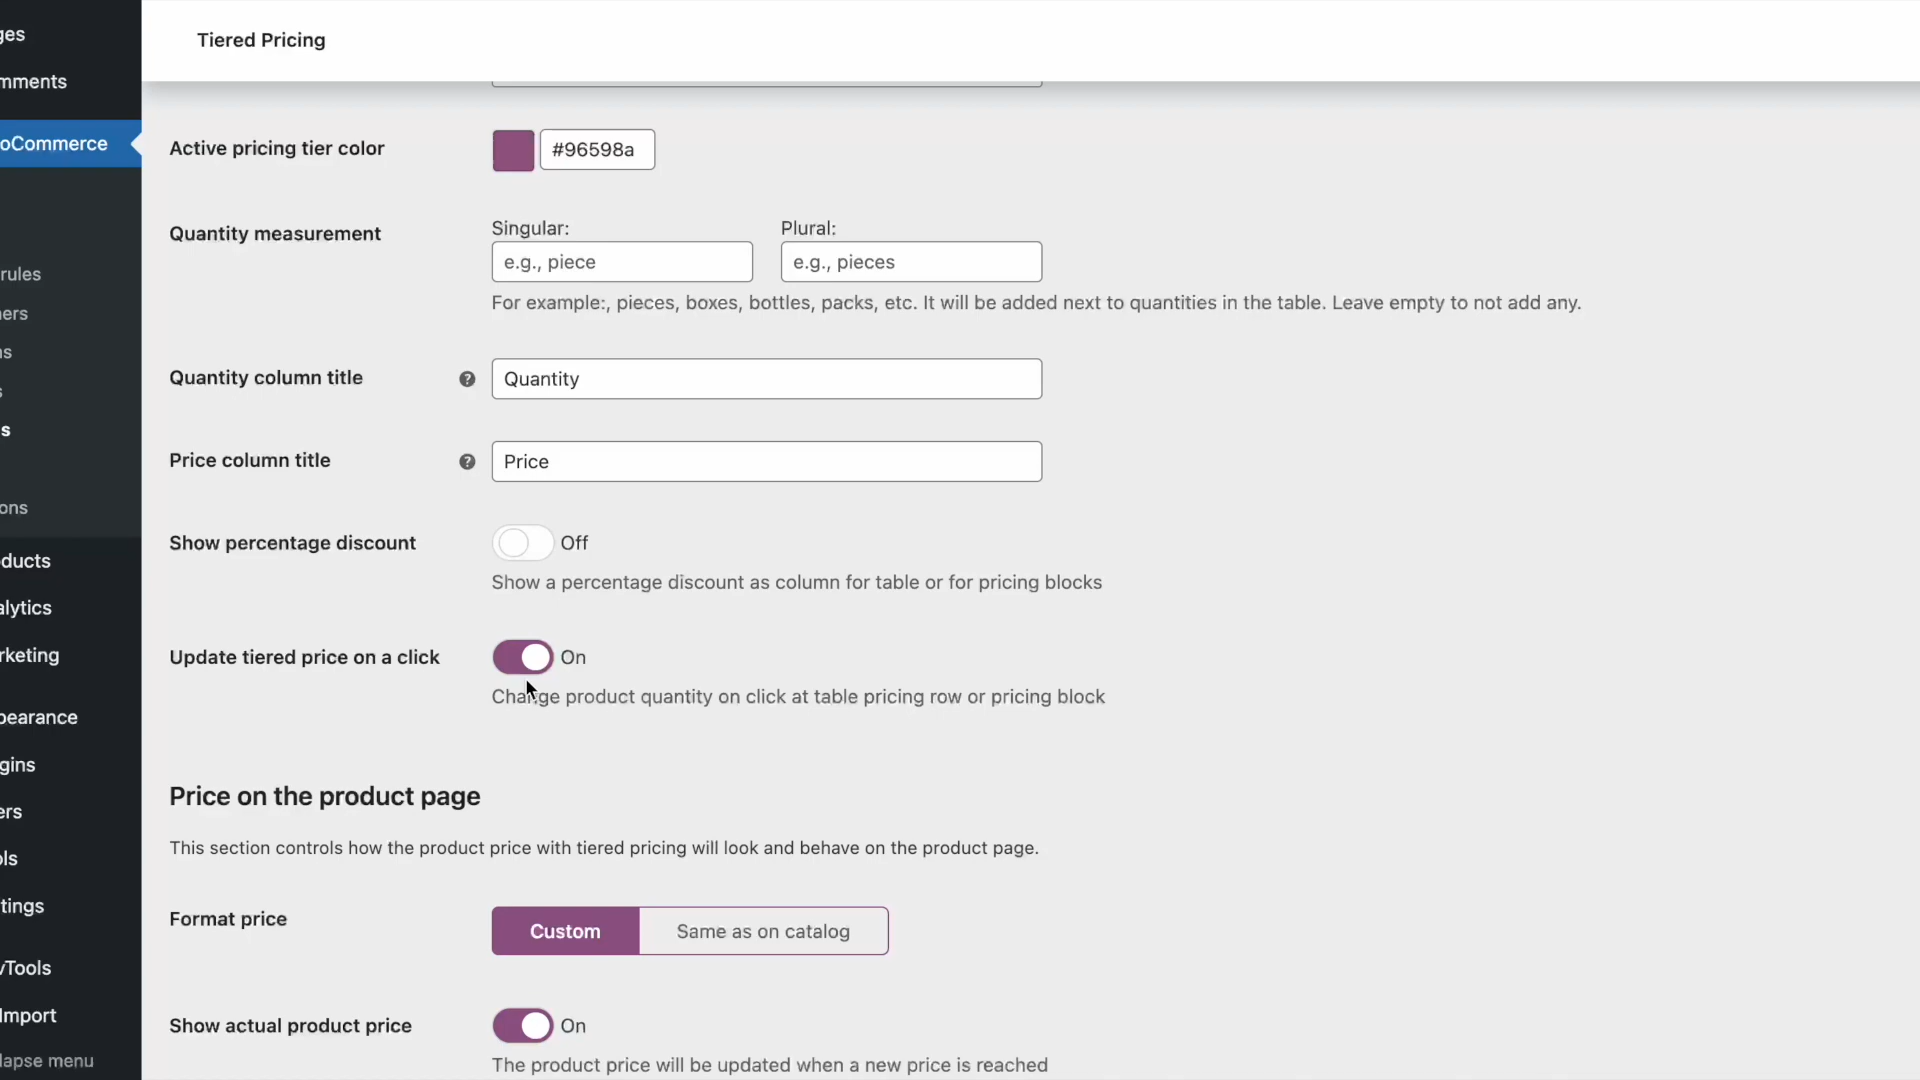 ges
mments
oCommerce
rules
ners
ns
s
s
ons
ducts
alytics
rketing
pearance
gins
ers
ols
tings
vTools
Import
lapse menu
Tiered Pricing
Active pricing tier color
#96598a
Quantity measurement
Singular:
Plural:
e.g., piece
e.g., pieces
For example:, pieces, boxes, bottles, packs, etc. It will be added next to quantities in the table. Leave empty to not add any.
Quantity column title
?
Quantity
Price column title
?
Price
Show percentage discount
Off
Show a percentage discount as column for table or for pricing blocks
Update tiered price on a click
On
Change product quantity on click at table pricing row or pricing block
Price on the product page
This section controls how the product price with tiered pricing will look and behave on the product page.
Format price
Custom
Same as on catalog
Show actual product price
On
The product price will be updated when a new price is reached